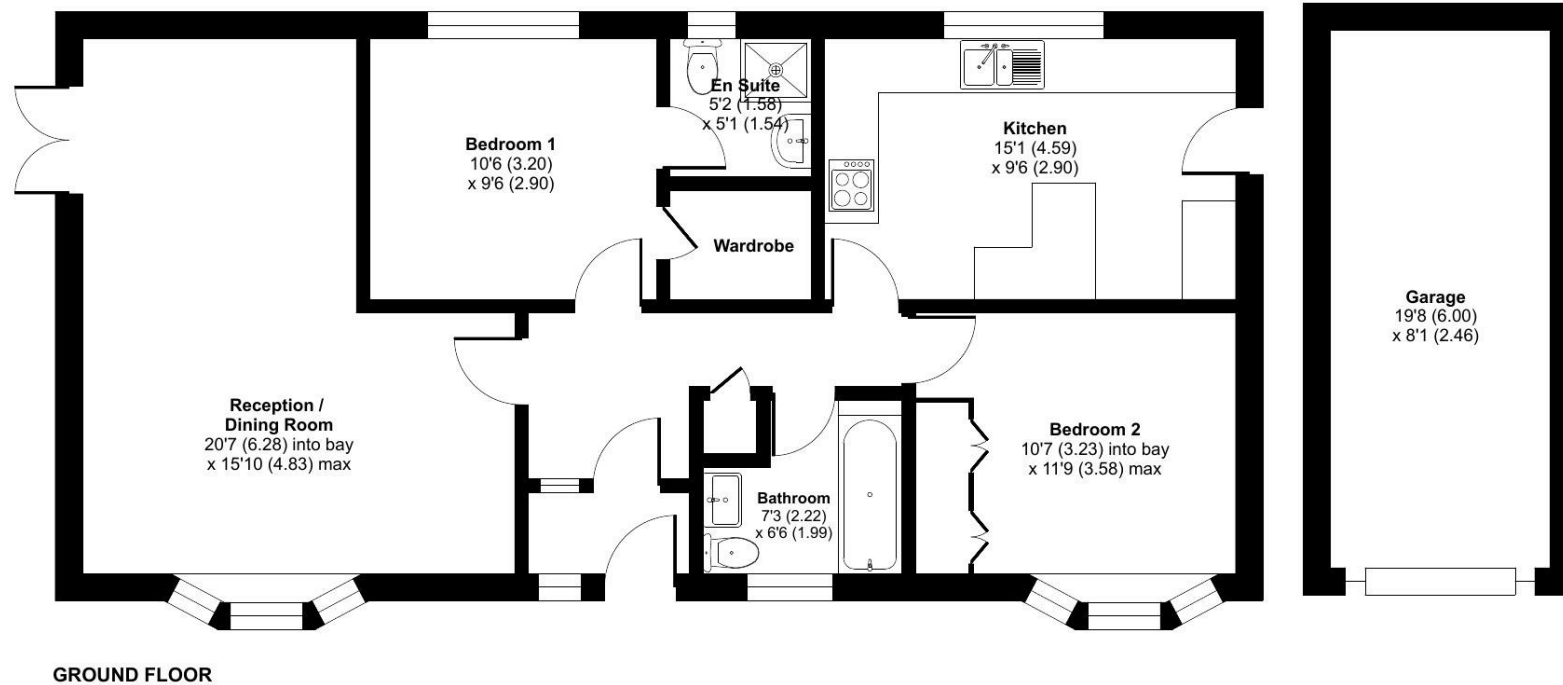 En Suite
5'2 (1.58)
x 5'1 (1.54)
Bedroom 1
10'6 (3.20)
x 9'6 (2.90)
Kitchen
15'1 (4.59)
x 9'6 (2.90)
Wardrobe
Garage
19'8 (6.00)
x 8'1 (2.46)
Reception /
Dining Room
20'7 (6.28) into bay
x 15'10 (4.83) max
Bedroom 2
10'7 (3.23) into bay
x 11'9 (3.58) max
Bathroom
7'3 (2.22)
x 6'6 (1.99)
GROUND FLOOR